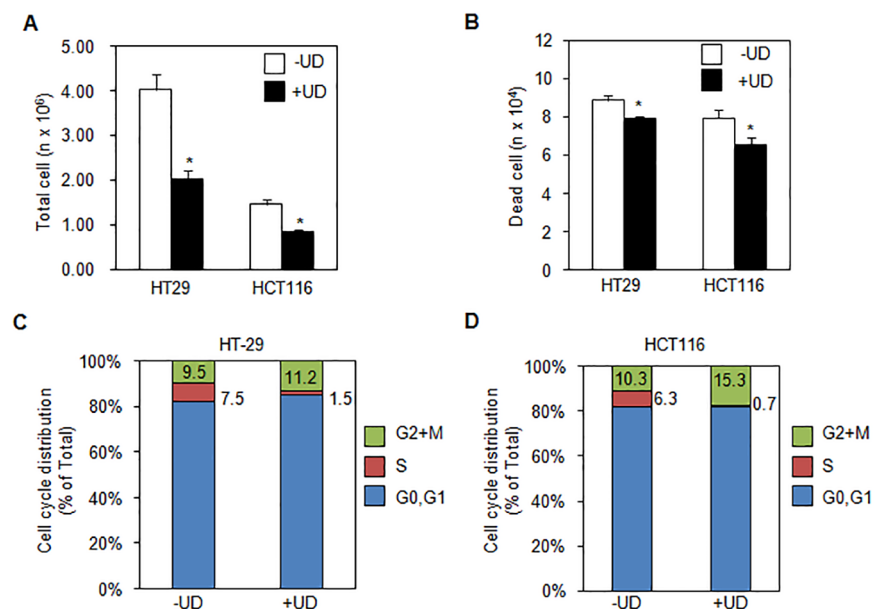 A
Total cell (n x 10⁶)
5.00
4.00
3.00
2.00
1.00
0.00
-UD
+UD
*
*
HT29
HCT116
B
Dead cell (n x 10⁴)
12
10
8
6
4
2
0
-UD
+UD
*
*
HT29
HCT116
C
HT-29
Cell cycle distribution
(% of Total)
100%
80%
60%
40%
20%
0%
9.5
7.5
11.2
1.5
G2+M
S
G0,G1
-UD
+UD
D
HCT116
Cell cycle distribution
(% of Total)
100%
80%
60%
40%
20%
0%
10.3
6.3
15.3
0.7
G2+M
S
G0,G1
-UD
+UD